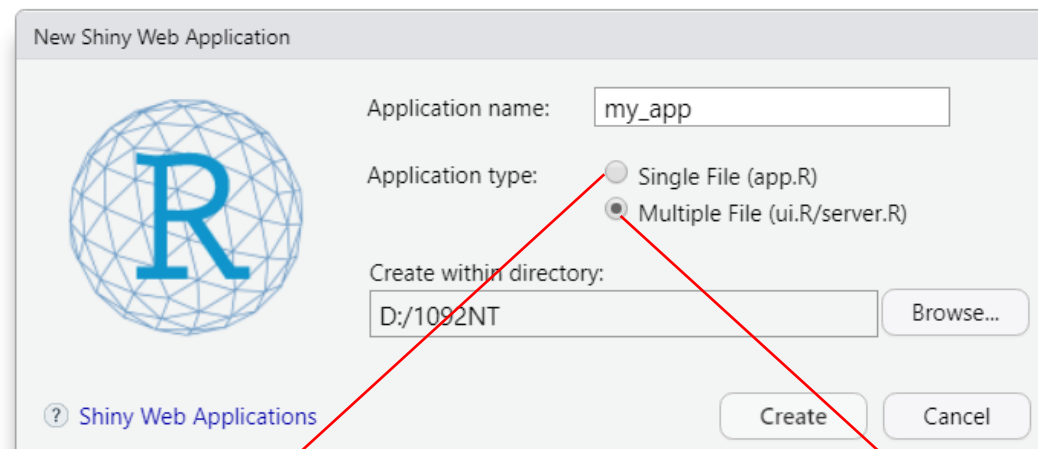 New Shiny Web Application
R
Application name: my_app
Application type: Single File (app.R)
Multiple File (ui.R/server.R)
Create within directory:
D:/1092NT Browse...
? Shiny Web Applications Create Cancel